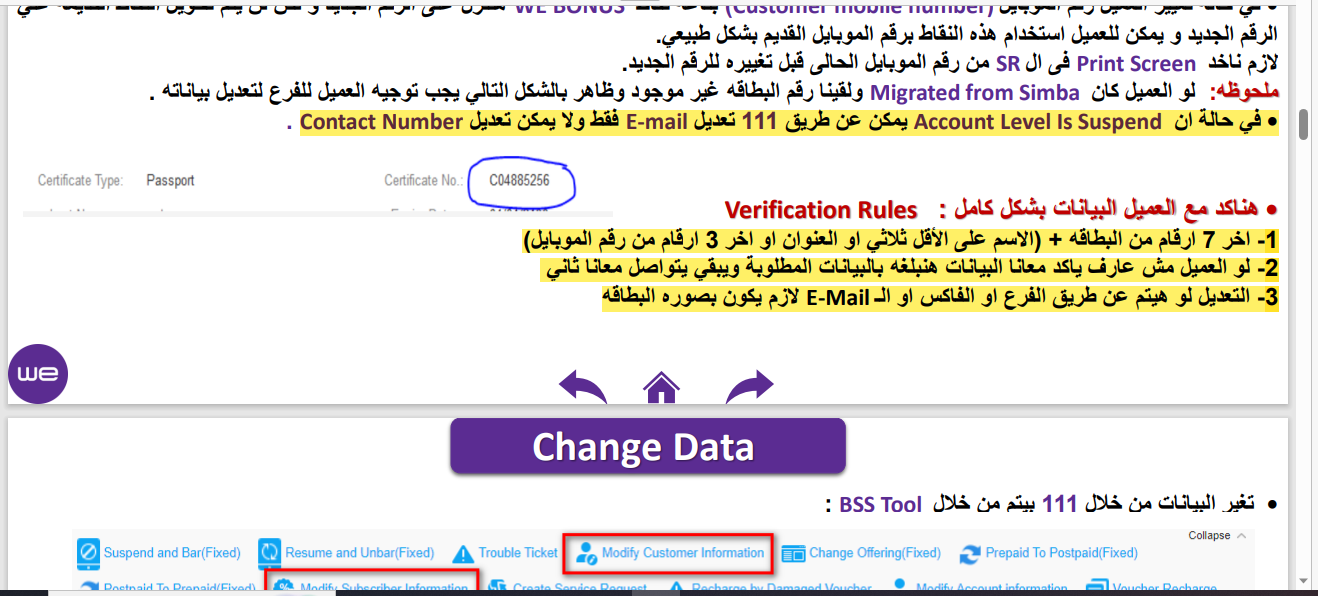 (Customer mobile number)
WE BONUS
الرقم الجديد و يمكن للعميل استخدام هذه النقاط برقم الموبايل القديم بشكل طبيعي.
لازم ناخد Print Screen فى ال SR من رقم الموبايل الحالى قبل تغييره للرقم الجديد.
ملحوظه: لو العميل كان Migrated from Simba ولقينا رقم البطاقه غير موجود وظاهر بالشكل التالي يجب توجيه العميل للفرع لتعديل بياناته .
• في حالة ان Account Level Is Suspend يمكن عن طريق 111 تعديل E-mail فقط ولا يمكن تعديل Contact Number .
Certificate Type: Passport Certificate No.: C04885256
• هناكد مع العميل البيانات بشكل كامل : Verification Rules
1- اخر 7 ارقام من البطاقه + (الاسم على الأقل ثلاثي او العنوان او اخر 3 ارقام من رقم الموبايل)
2- لو العميل مش عارف ياكد معانا البيانات هنبلغه بالبيانات المطلوبة ويبقي يتواصل معانا ثاني
3- التعديل لو هيتم عن طريق الفرع او الفاكس او الـ E-Mail لازم يكون بصوره البطاقه
we
Change Data
• تغير البيانات من خلال 111 بيتم من خلال BSS Tool :
Collapse
Suspend and Bar(Fixed) Resume and Unbar(Fixed) Trouble Ticket Modify Customer Information Change Offering(Fixed) Prepaid To Postpaid(Fixed)
Postpaid To Prepaid(Fixed) Modify Subscriber Information Create Service Request Recharge by Damaged Voucher Modify Account information Voucher Recharge